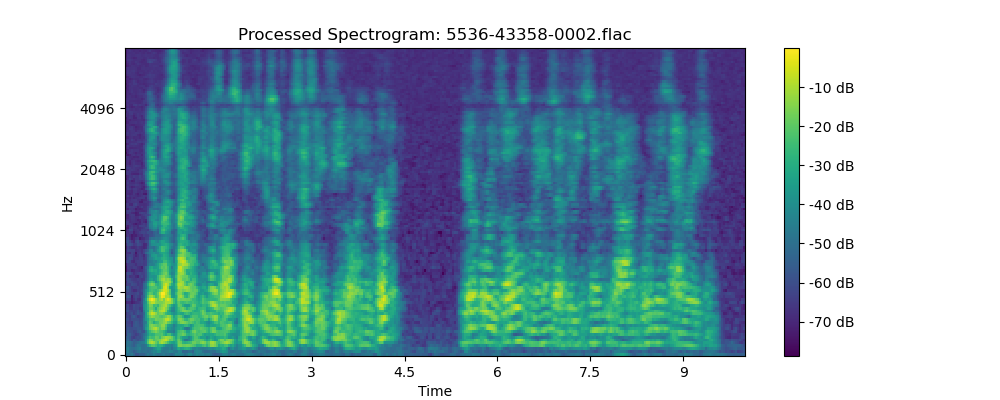 Processed Spectrogram: 5536-43358-0002.flac
Hz
4096
2048
1024
512
0
0 1.5 3 4.5 6 7.5 9
Time
-10 dB
-20 dB
-30 dB
-40 dB
-50 dB
-60 dB
-70 dB